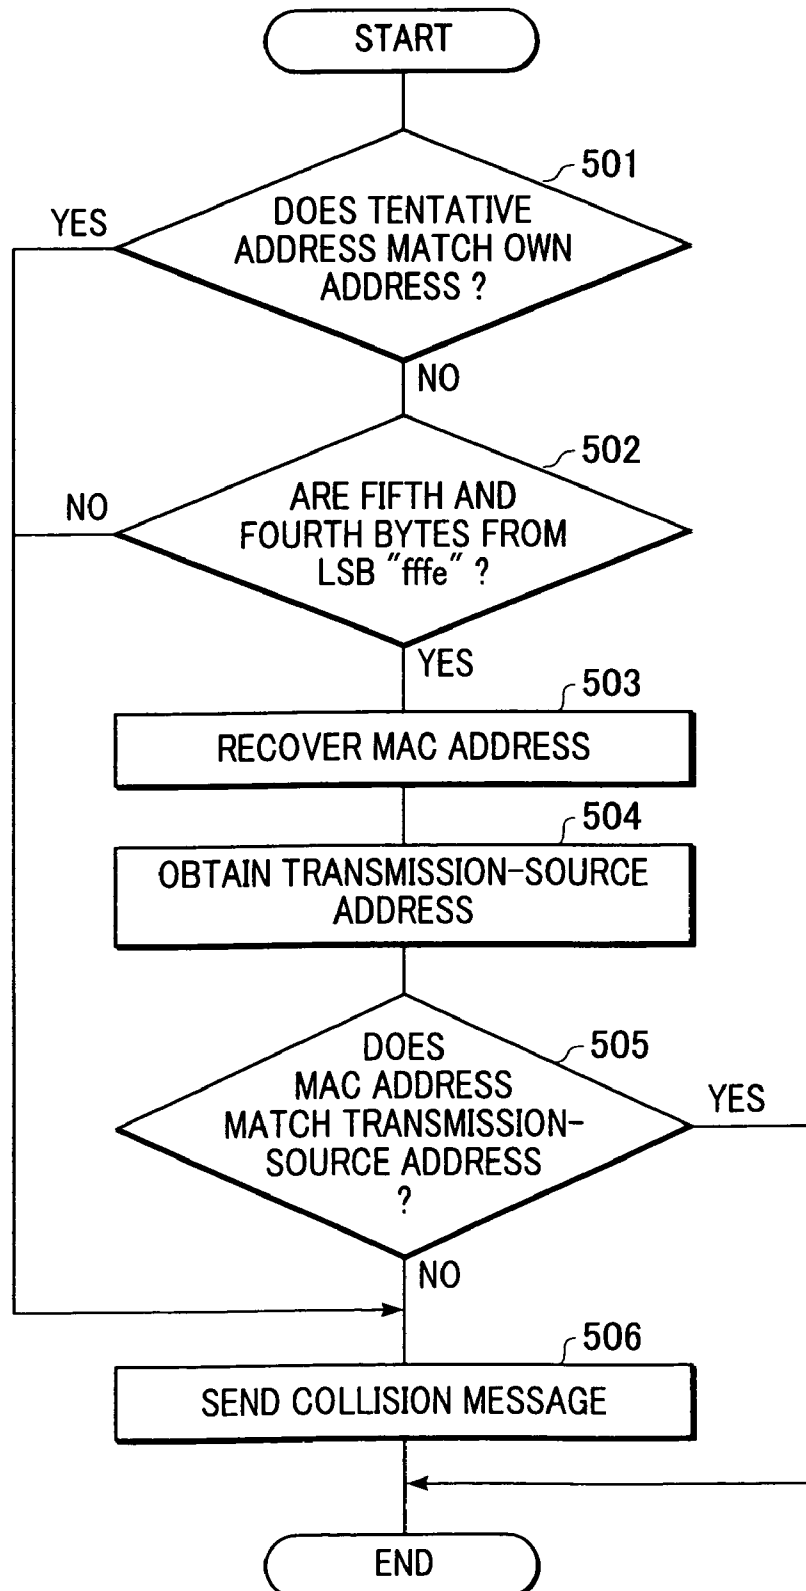 START
501
YES
DOES TENTATIVE
ADDRESS MATCH OWN
ADDRESS ?
NO
502
NO
ARE FIFTH AND
FOURTH BYTES FROM
LSB "fffe" ?
YES
503
RECOVER MAC ADDRESS
504
OBTAIN TRANSMISSION-SOURCE
ADDRESS
505
DOES
MAC ADDRESS
MATCH TRANSMISSION-
SOURCE ADDRESS
?
YES
NO
506
SEND COLLISION MESSAGE
END